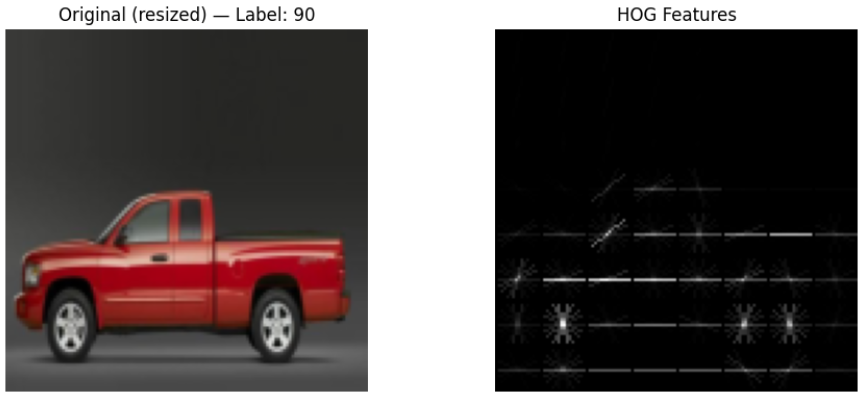 Original (resized) — Label: 90
HOG Features